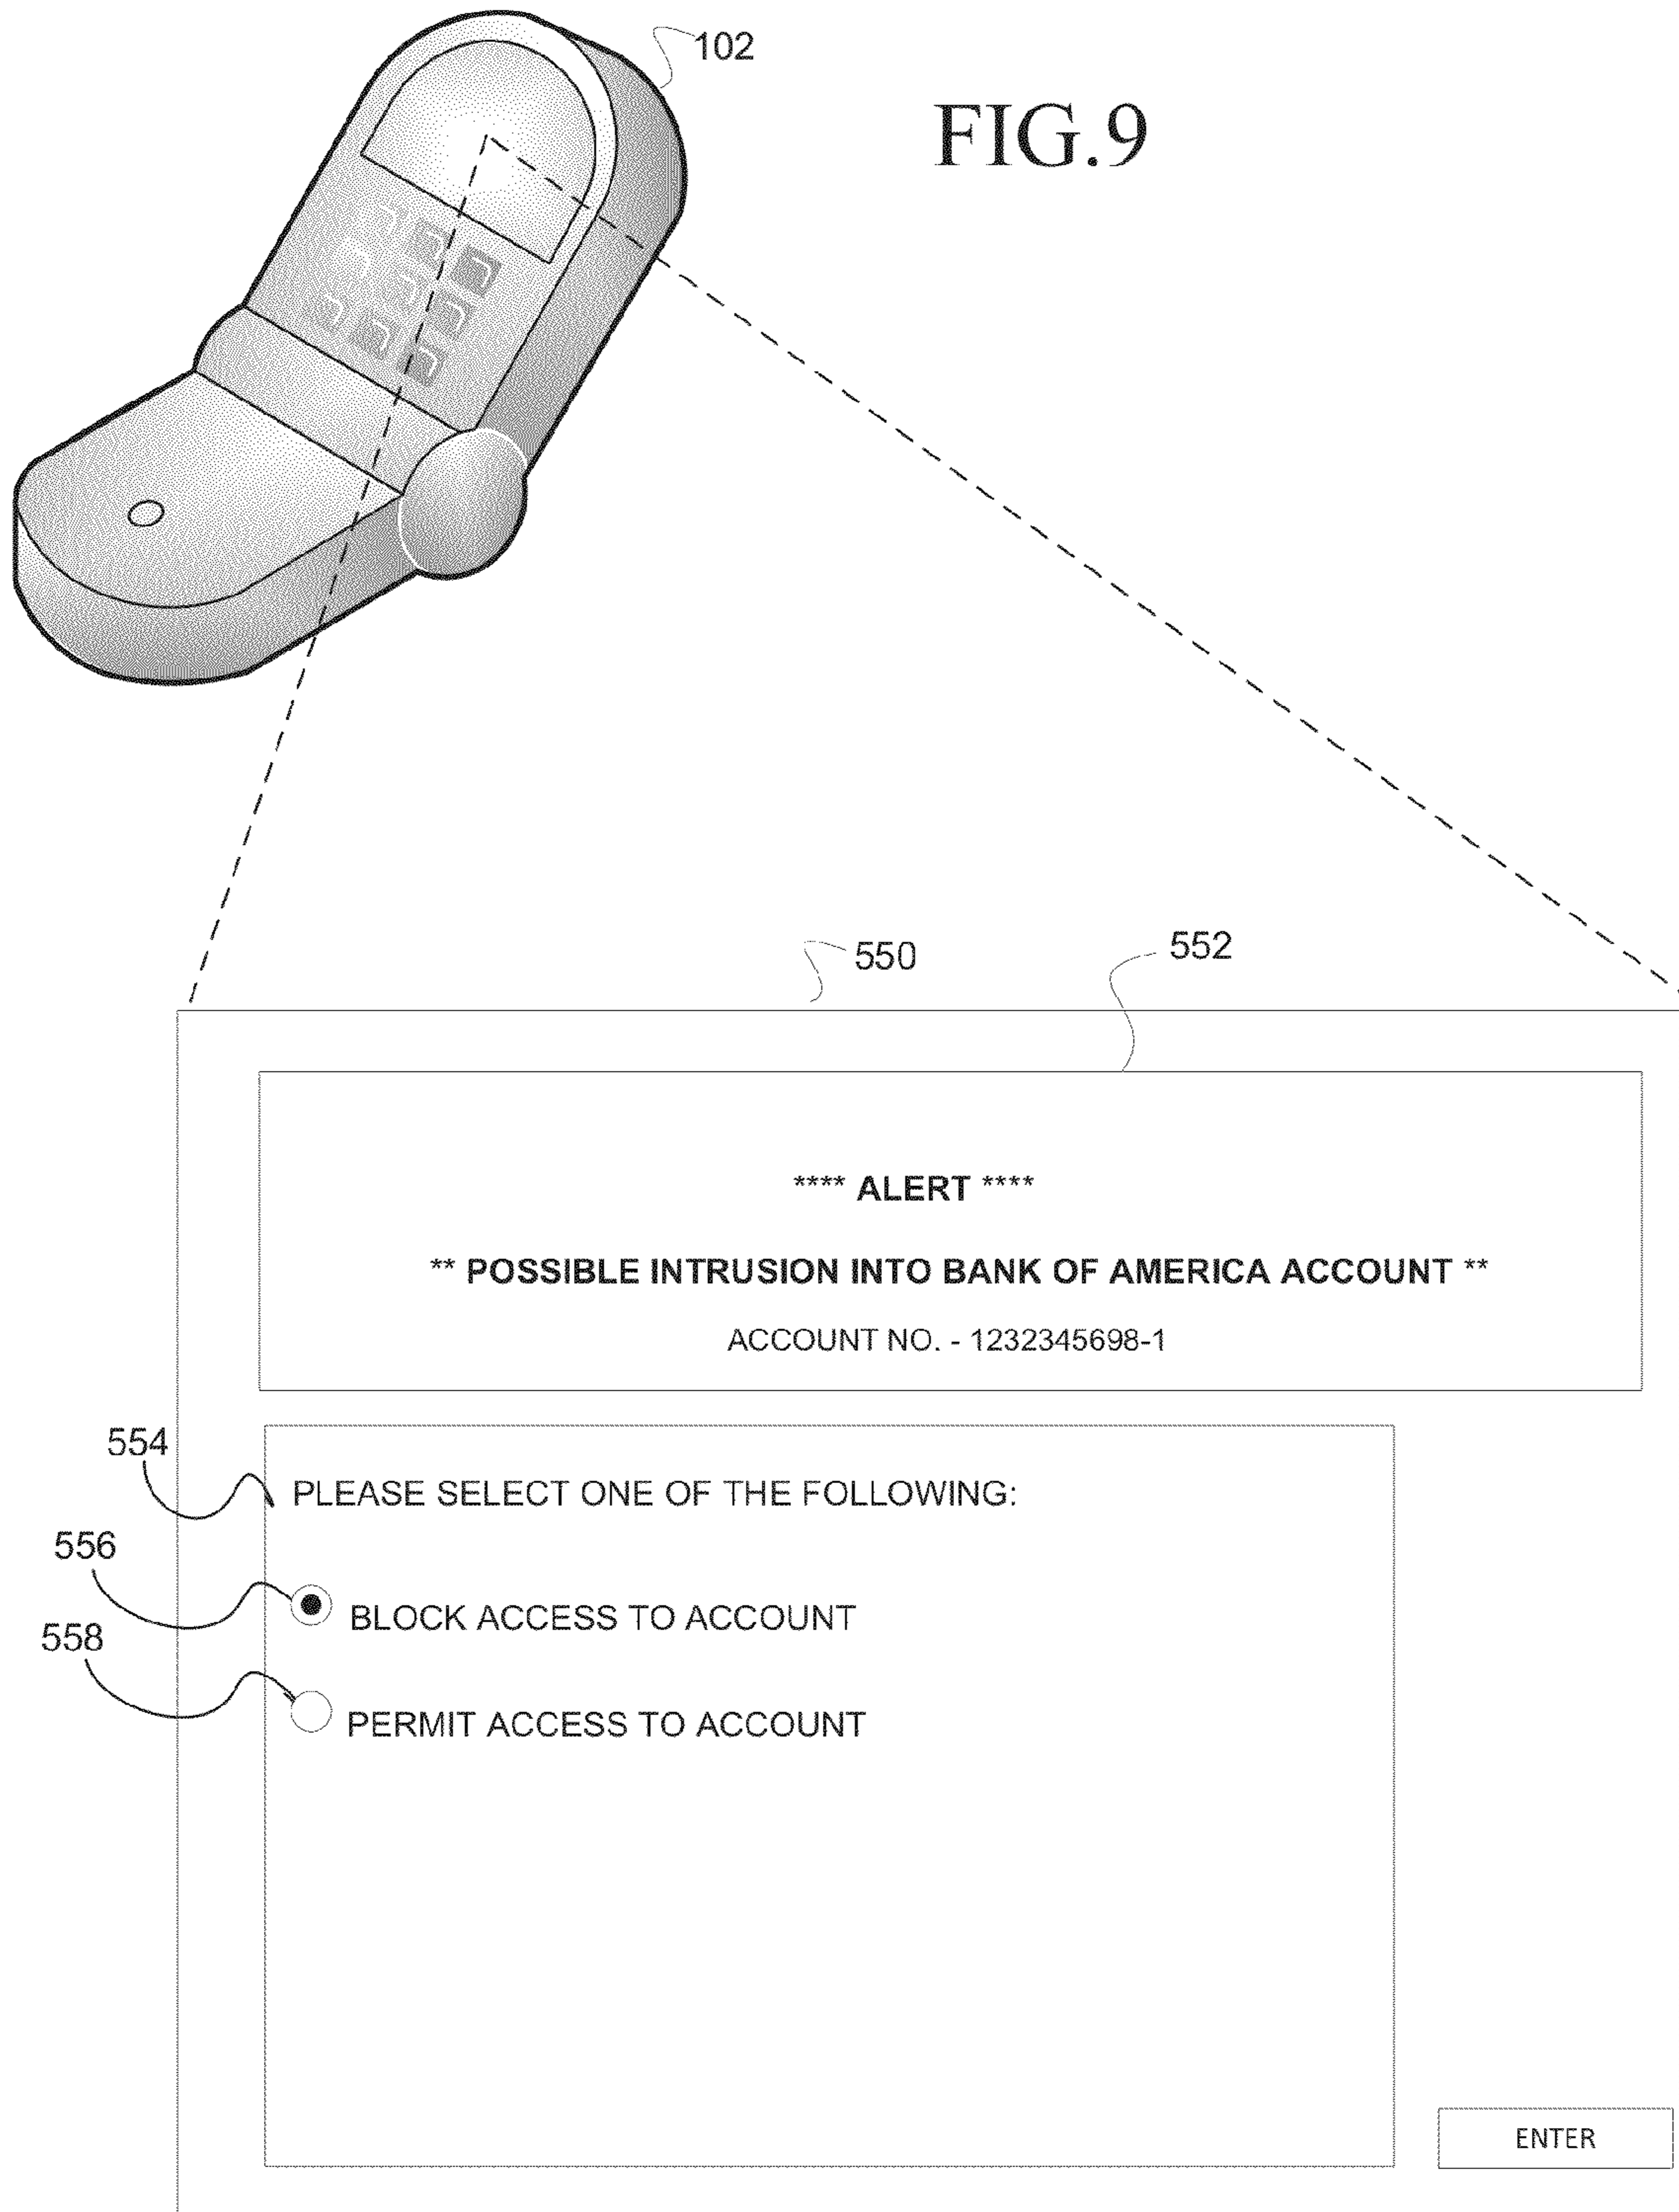 102
FIG.9
550
552
**** ALERT ****
** POSSIBLE INTRUSION INTO BANK OF AMERICA ACCOUNT **
ACCOUNT NO. - 1232345698-1
554
PLEASE SELECT ONE OF THE FOLLOWING:
556
BLOCK ACCESS TO ACCOUNT
558
PERMIT ACCESS TO ACCOUNT
ENTER